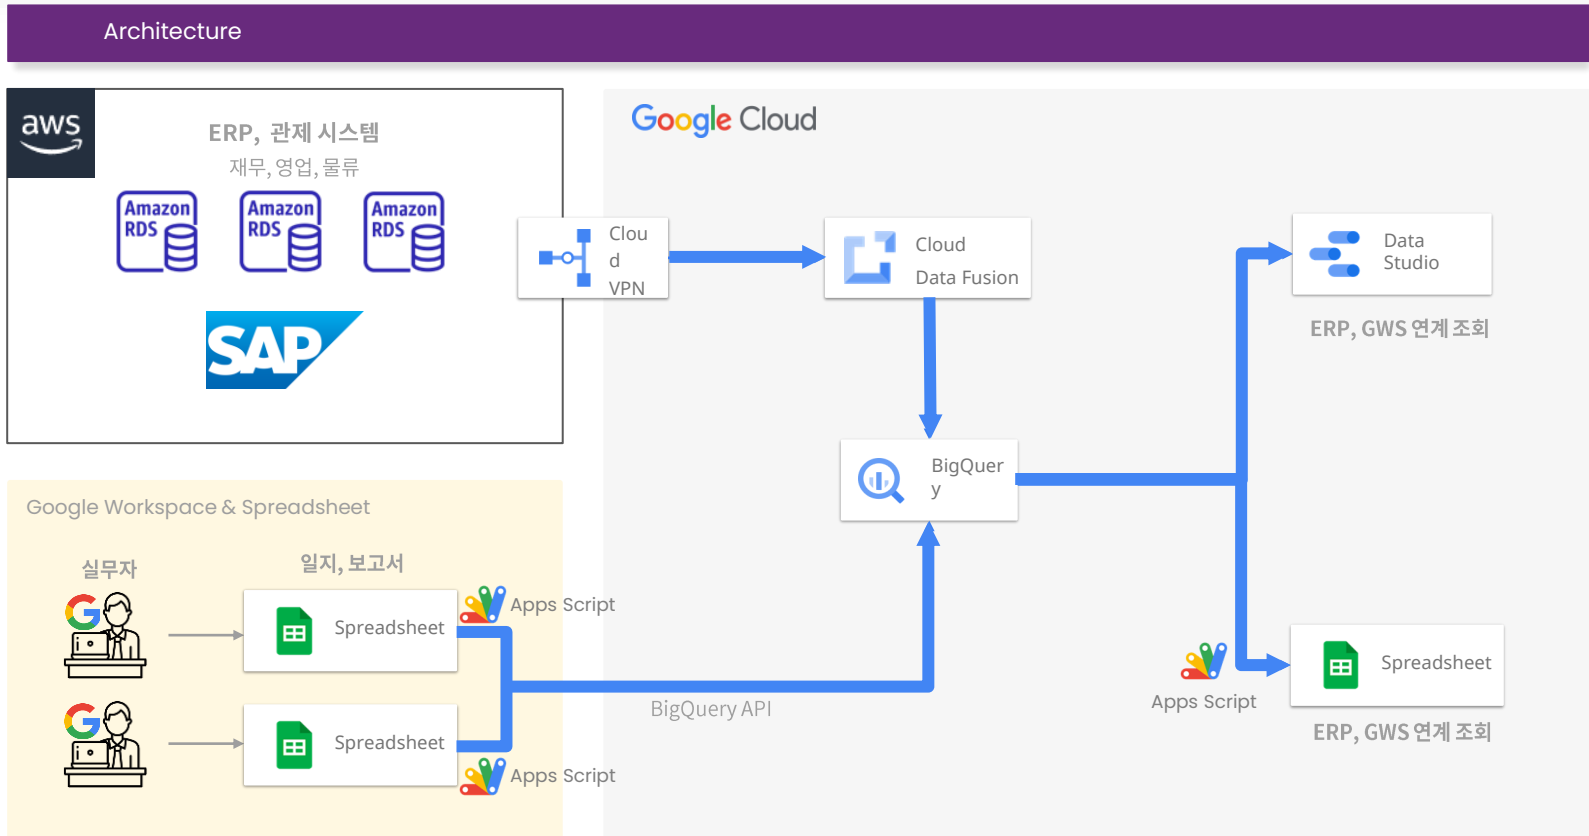 Architecture
aws
ERP, 관제 시스템
재무, 영업, 물류
Amazon
RDS
Amazon
RDS
Amazon
RDS
SAP
Google Cloud
Clou
d
VPN
Cloud
Data Fusion
Data
Studio
ERP, GWS 연계 조회
BigQuer
y
Google Workspace & Spreadsheet
실무자
일지, 보고서
G
Spreadsheet
Apps Script
G
Spreadsheet
Apps Script
BigQuery API
Apps Script
Spreadsheet
ERP, GWS 연계 조회